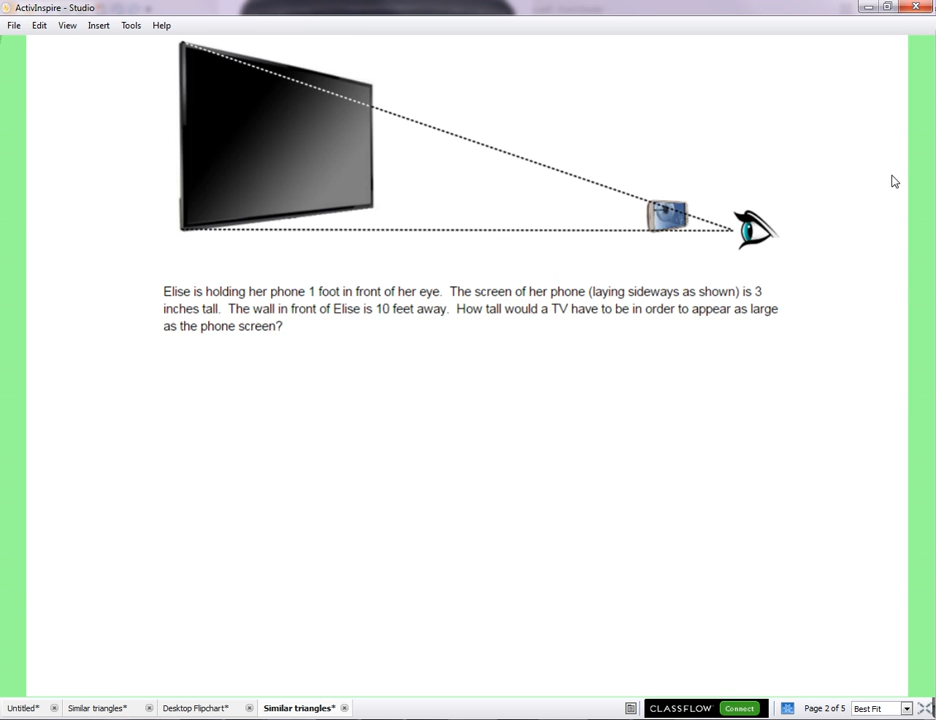 ActivInspire - Studio
File Edit View Insert Tools Help
Elise is holding her phone 1 foot in front of her eye. The screen of her phone (laying sideways as shown) is 3
inches tall. The wall in front of Elise is 10 feet away. How tall would a TV have to be in order to appear as large
as the phone screen?
Untitled* Similar triangles* Desktop Flipchart* Similar triangles* CLASSFLOW Connect Page 2 of 5 Best Fit